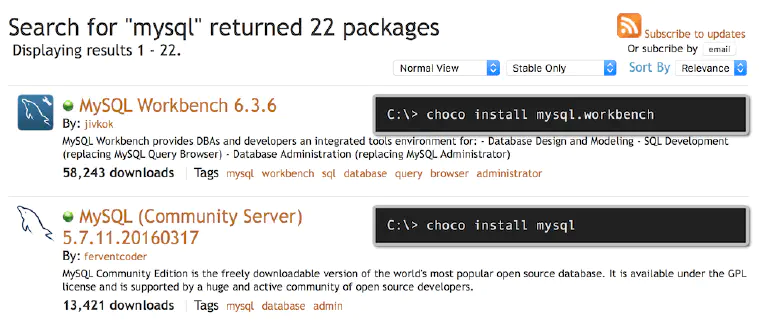 Search for "mysql" returned 22 packages
Displaying results 1 - 22.
Subscribe to updates
Or subcribe by email
Normal View
Stable Only
Sort By Relevance
MySQL Workbench 6.3.6
By: jivkok
C:\> choco install mysql.workbench
MySQL Workbench provides DBAs and developers an integrated tools environment for: - Database Design and Modeling - SQL Development
(replacing MySQL Query Browser) - Database Administration (replacing MySQL Administrator)
58,243 downloads Tags mysql workbench sql database query browser administrator
MySQL (Community Server)
5.7.11.20160317
By: ferventcoder
C:\> choco install mysql
MySQL Community Edition is the freely downloadable version of the world's most popular open source database. It is available under the GPL
license and is supported by a huge and active community of open source developers.
13,421 downloads Tags mysql database admin